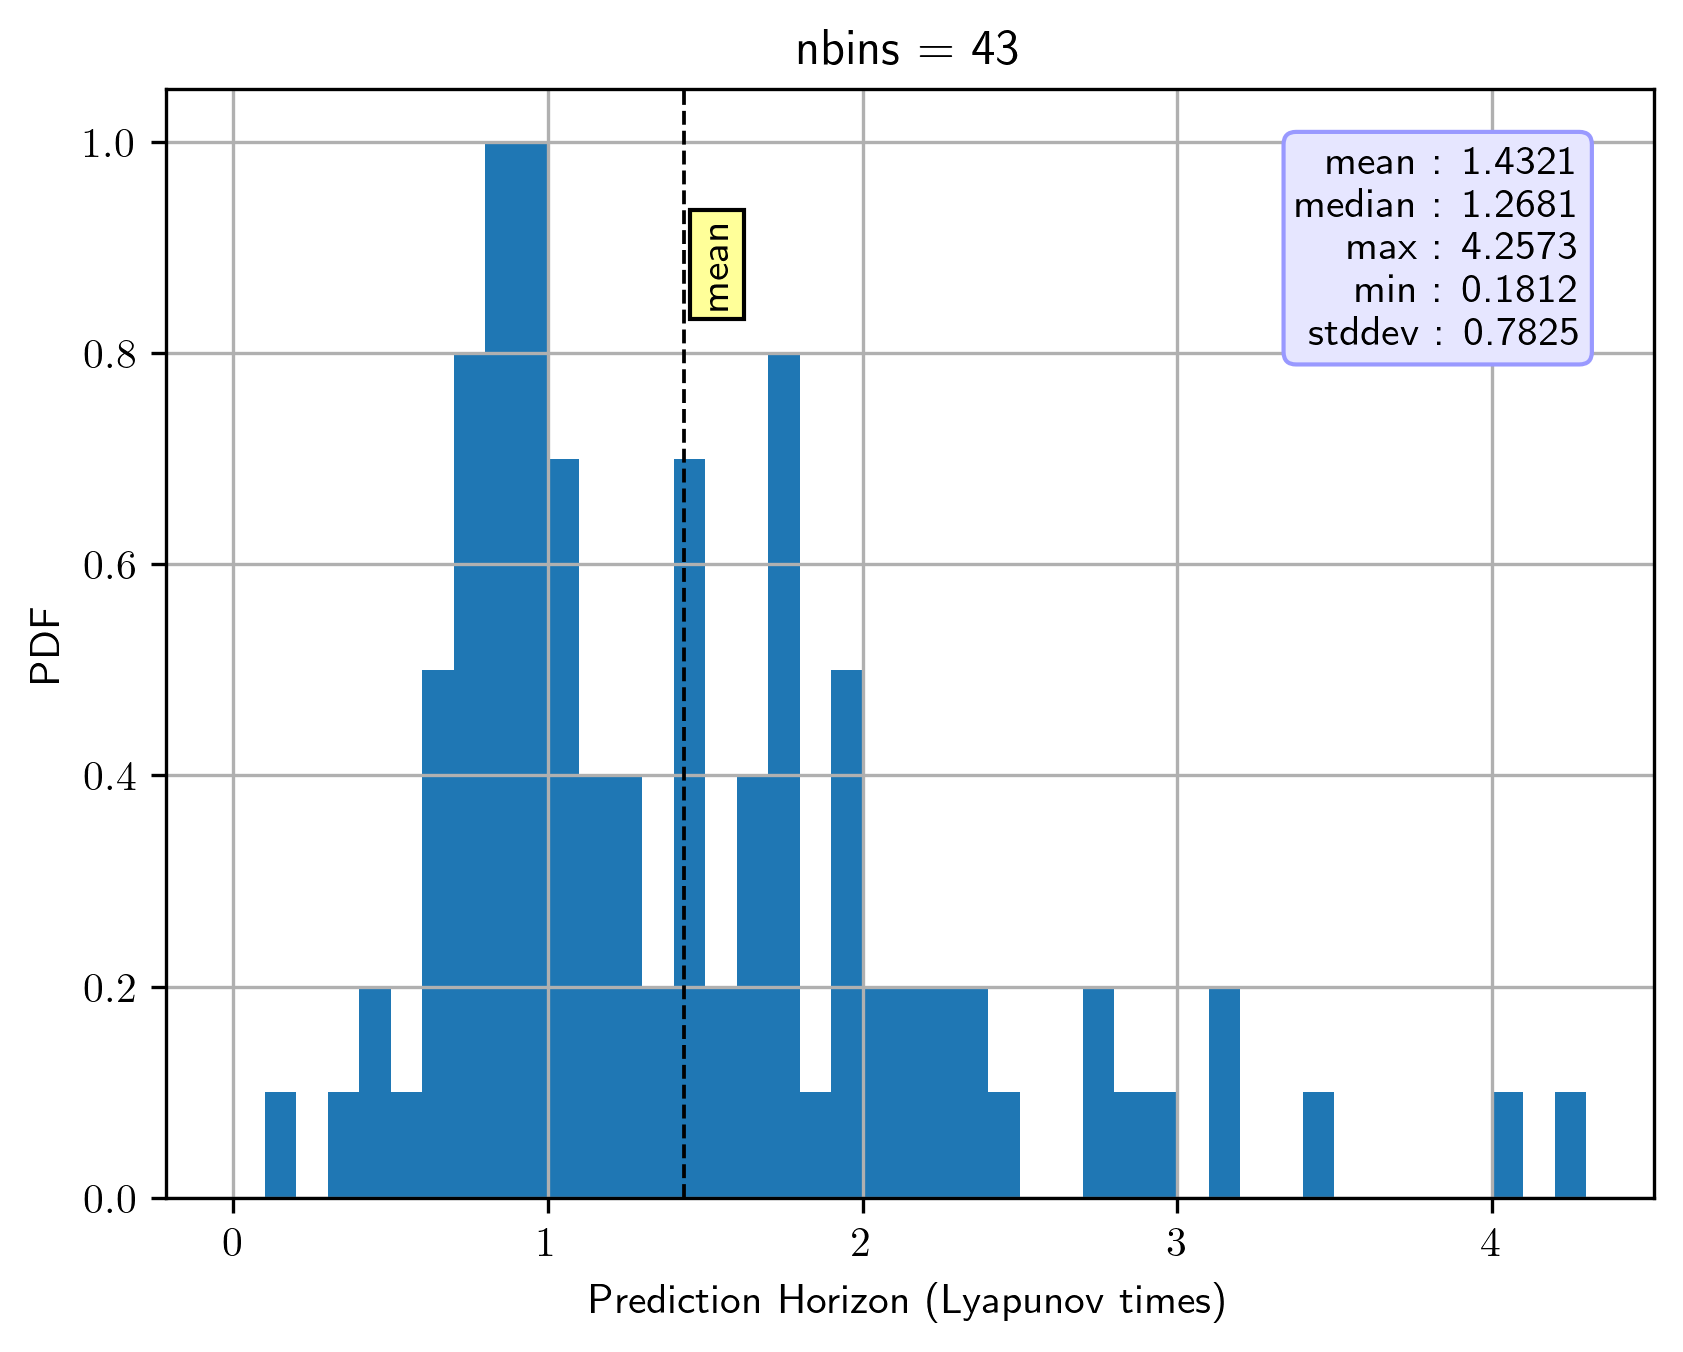 nbins = 43
1.0
0.8
0.6
0.4
0.2
0.0
PDF
mean
mean : 1.4321
median : 1.2681
max : 4.2573
min : 0.1812
stddev : 0.7825
0 1 2 3 4
Prediction Horizon (Lyapunov times)